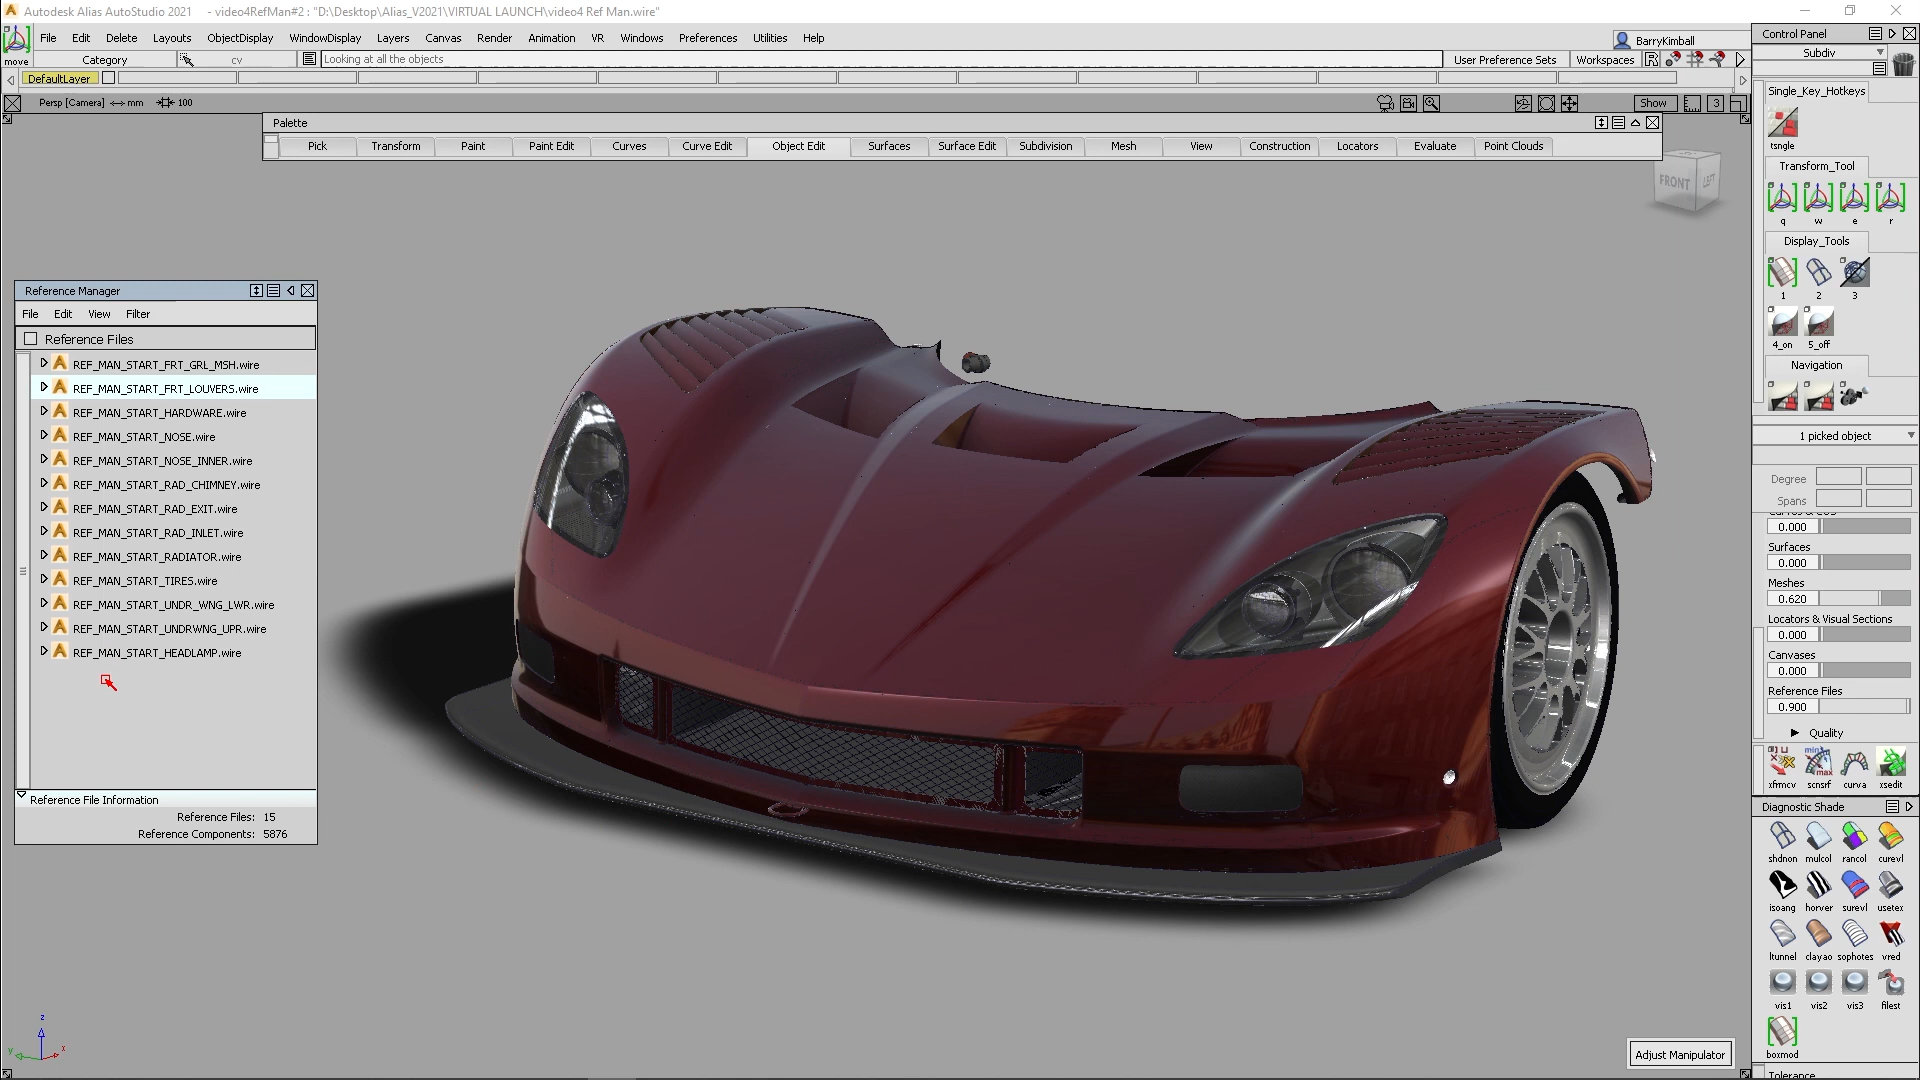 Autodesk Alias AutoStudio 2021 - video4RefMan#2 : "D:\Desktop\Alias_V2021\VIRTUAL LAUNCH\video4 Ref Man.wire"
File Edit Delete Layouts ObjectDisplay WindowDisplay Layers Canvas Render Animation VR Windows Preferences Utilities Help
BarryKimball
move
Category cv Looking at all the objects User Preference Sets Workspaces
DefaultLayer
Persp [Camera] mm 100 Show 3
Palette
Pick Transform Paint Paint Edit Curves Curve Edit Object Edit Surfaces Surface Edit Subdivision Mesh View Construction Locators Evaluate Point Clouds
FRONT LEFT
Reference Manager
File Edit View Filter
Reference Files
REF_MAN_START_FRT_GRL_MSH.wire
REF_MAN_START_FRT_LOUVERS.wire
REF_MAN_START_HARDWARE.wire
REF_MAN_START_NOSE.wire
REF_MAN_START_NOSE_INNER.wire
REF_MAN_START_RAD_CHIMNEY.wire
REF_MAN_START_RAD_EXIT.wire
REF_MAN_START_RAD_INLET.wire
REF_MAN_START_RADIATOR.wire
REF_MAN_START_TIRES.wire
REF_MAN_START_UNDR_WNG_LWR.wire
REF_MAN_START_UNDRWNG_UPR.wire
REF_MAN_START_HEADLAMP.wire
Reference File Information
Reference Files: 15
Reference Components: 5876
z
y x
Adjust Manipulator
Control Panel
Subdiv
Single_Key_Hotkeys
tsngle
Transform_Tool
q w e r
Display_Tools
1 2 3
4_on 5_off
Navigation
1 picked object
Degree
Spans
0.000
Surfaces
0.000
Meshes
0.620
Locators & Visual Sections
0.000
Canvases
0.000
Reference Files
0.900
Quality
xfrmcv scnsrf curva xsedit
Diagnostic Shade
shdnon mulcol rancol curevl
isoang horver surevl usetex
ltunnel clayao sophotes vred
vis1 vis2 vis3 filest
boxmod
Tolerance